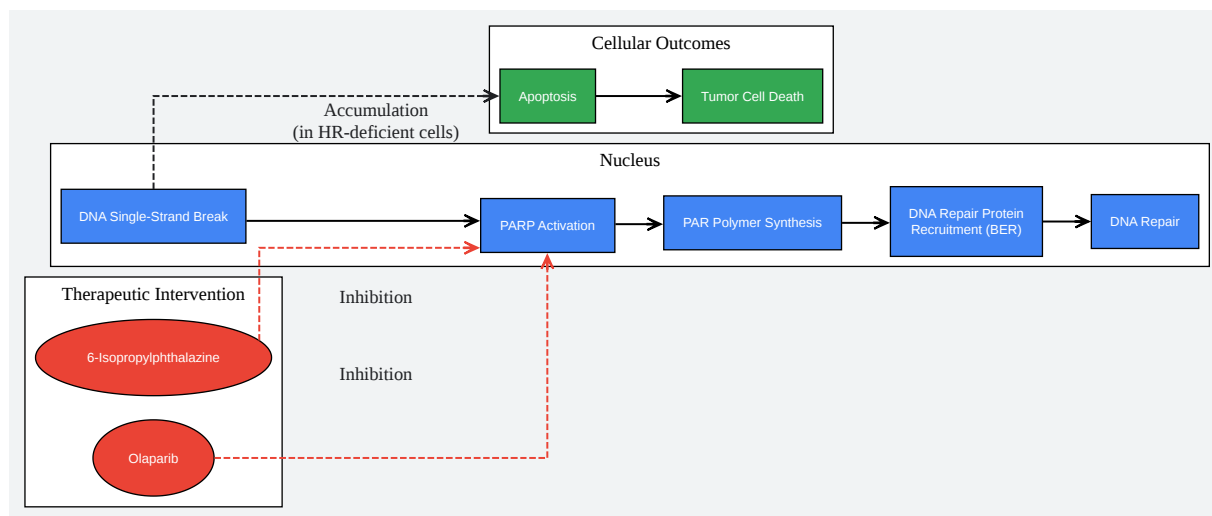 Cellular Outcomes
Apoptosis
Tumor Cell Death
Accumulation
(in HR-deficient cells)
Nucleus
DNA Single-Strand Break
PARP Activation
PAR Polymer Synthesis
DNA Repair Protein
Recruitment (BER)
DNA Repair
Therapeutic Intervention
Inhibition
6-Isopropylphthalazine
Inhibition
Olaparib